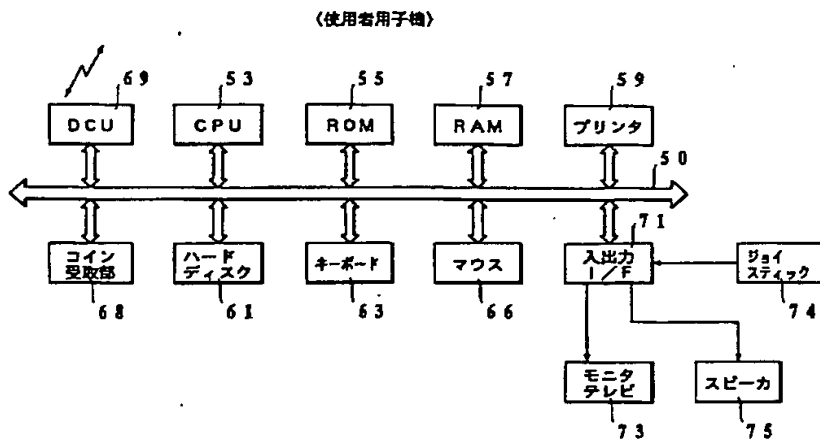 〈使用者用子機〉
69
53
55
57
59
DCU
CPU
ROM
RAM
プリンタ
50
71
コイン
受取部
ハード
ディスク
キーボード
マウス
入出力
I/F
ジョイ
スティック
68
61
63
66
74
モニタ
テレビ
スピーカ
73
75